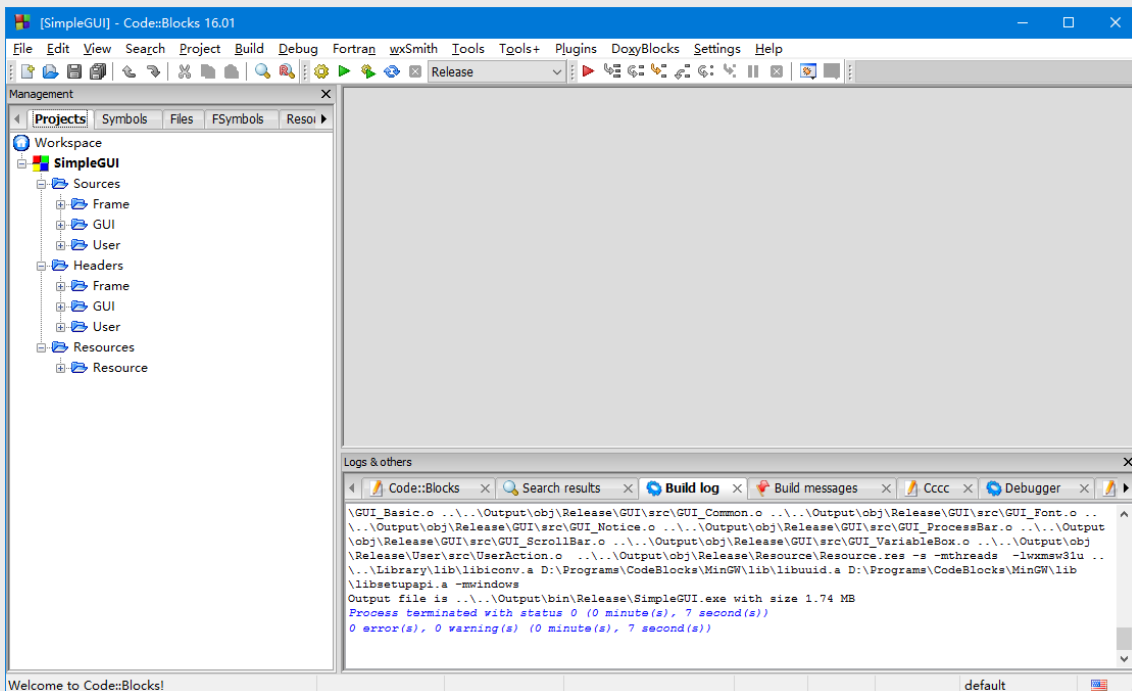 [SimpleGUI] - Code::Blocks 16.01
File Edit View Search Project Build Debug Fortran wxSmith Tools Tools+ Plugins DoxyBlocks Settings Help
Release
Management
Projects Symbols Files FSymbols
Workspace
SimpleGUI
Sources
Frame
GUI
User
Headers
Frame
GUI
User
Resources
Resource
Logs & others
Code::Blocks Search results Build log Build messages Cccc Debugger
\GUI_Basic.o ..\..\Output\obj\Release\GUI\src\GUI_Common.o ..\..\Output\obj\Release\GUI\src\GUI_Font.o ..
\..\Output\obj\Release\GUI\src\GUI_Notice.o ..\..\Output\obj\Release\GUI\src\GUI_ProcessBar.o ..\..\Output
\obj\Release\GUI\src\GUI_ScrollBar.o ..\..\Output\obj\Release\GUI\src\GUI_VariableBox.o ..\..\Output\obj
\Release\User\src\UserAction.o ..\..\Output\obj\Release\Resource\Resource.res -s -mthreads -lwxmsw31u ..
\..\Library\lib\libiconv.a D:\Programs\CodeBlocks\MinGW\lib\libuuid.a D:\Programs\CodeBlocks\MinGW\lib
\libsetupapi.a -mwindows
Output file is ..\..\Output\bin\Release\SimpleGUI.exe with size 1.74 MB
Process terminated with status 0 (0 minute(s), 7 second(s))
0 error(s), 0 warning(s) (0 minute(s), 7 second(s))
Welcome to Code::Blocks!
default